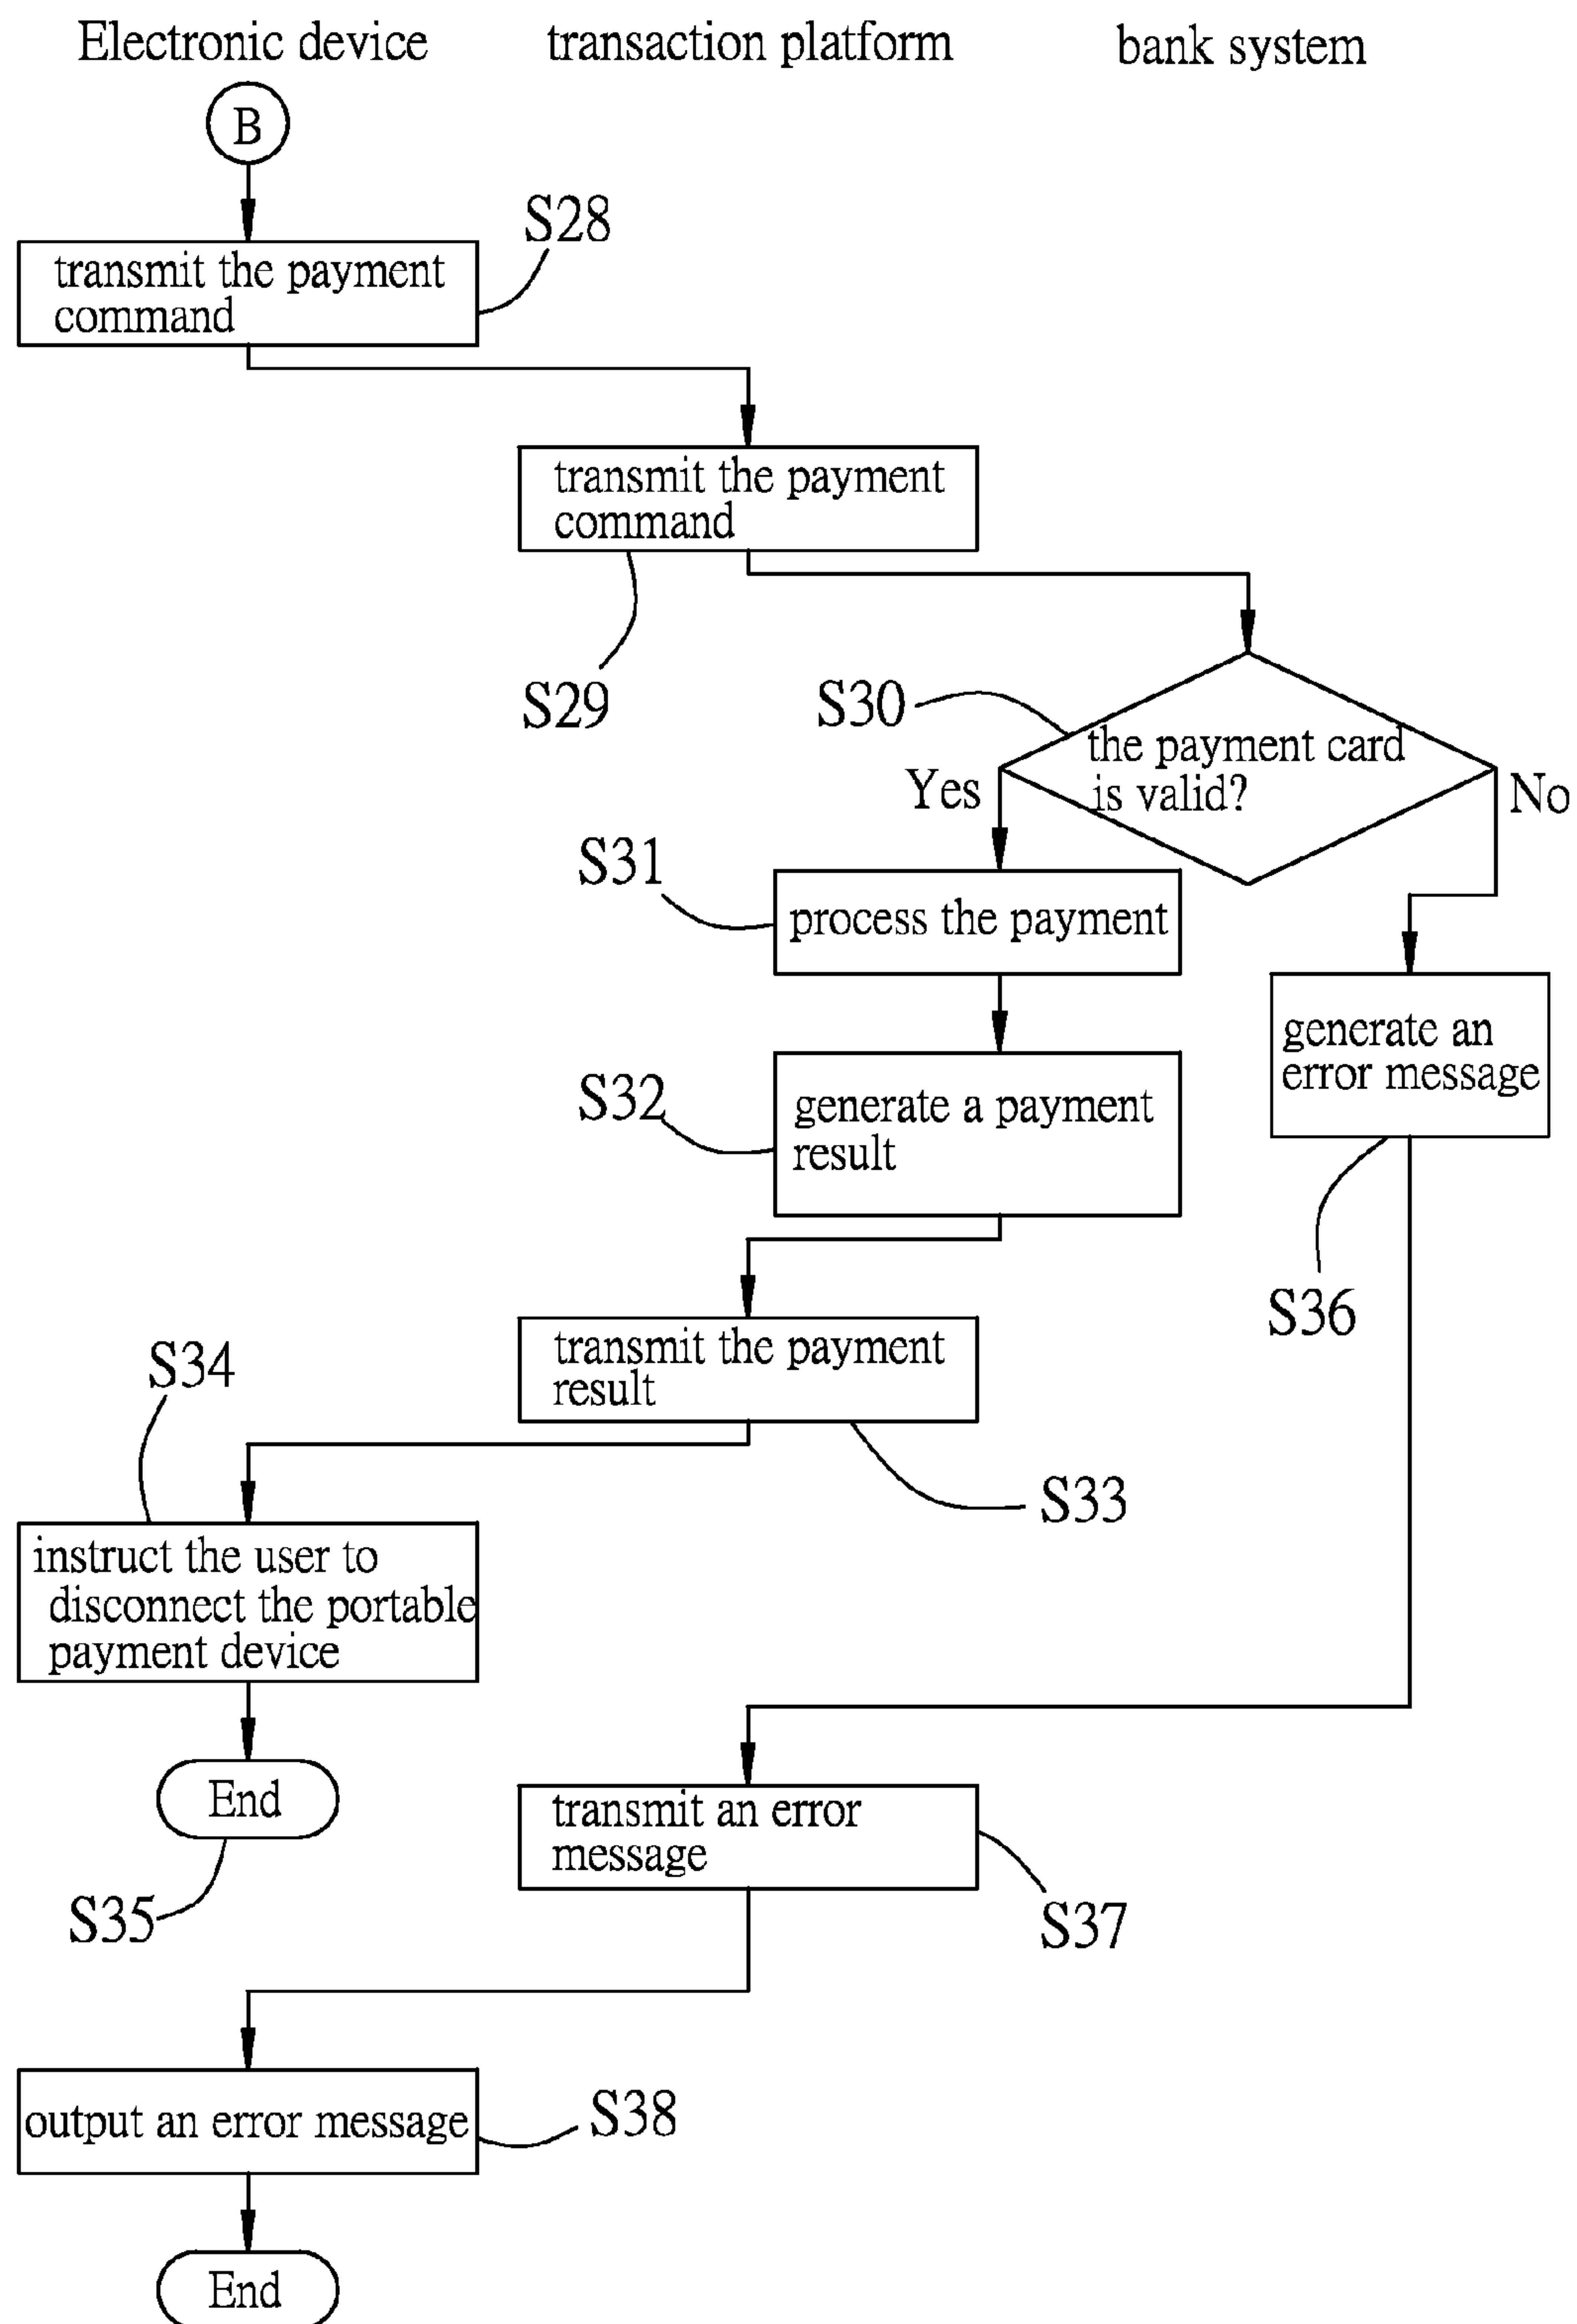 Electronic device
transaction platform
bank system
B
S28
transmit the payment
command
transmit the payment
command
S29
S30
the payment card
is valid?
Yes
No
S31
process the payment
generate an
error message
S32
generate a payment
result
S36
transmit the payment
result
S34
S33
instruct the user to
disconnect the portable
payment device
End
transmit an error
message
S35
S37
output an error message
S38
End